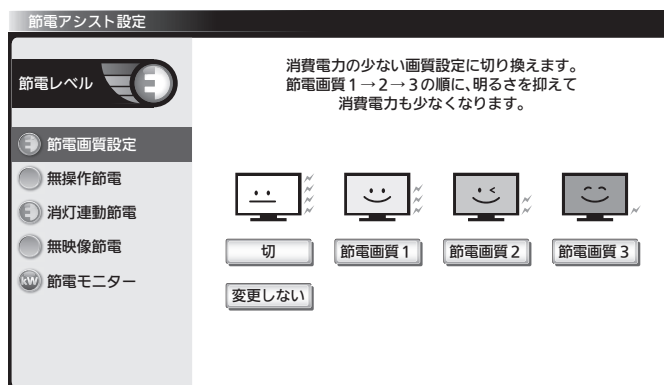 節電アシスト設定
節電レベル
E
消費電力の少ない画質設定に切り換えます。
節電画質1→2→3の順に、明るさを抑えて
消費電力も少なくなります。
E 節電画質設定
無操作節電
E 消灯連動節電
無映像節電
kW 節電モニター
切
節電画質1
節電画質2
節電画質3
変更しない